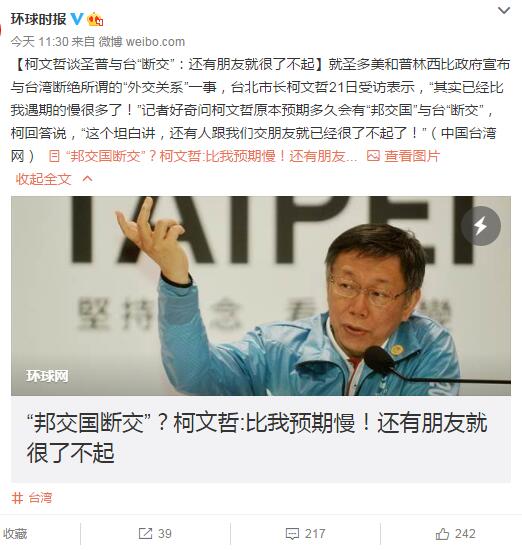 环球时报
今天 11:30 来自 微博 weibo.com
【柯文哲谈圣普与台“断交”：还有朋友就很了不起】就圣多美和普林西比政府宣布
与台湾断绝所谓的“外交关系”一事，台北市长柯文哲21日受访表示，“其实已经比
我遇期的慢很多了！”记者好奇问柯文哲原本预期多久会有“邦交国”与台“断交”，
柯回答说，“这个坦白讲，还有人跟我们交朋友就已经很了不起了！”（中国台湾
网） “邦交国断交”？柯文哲:比我预期慢！还有朋友... 查看图片
收起全文
TAIPEI
坚持 念 看 變
环球网
“邦交国断交”？柯文哲:比我预期慢！还有朋友就
很了不起
# 台湾
收藏 39 217 242